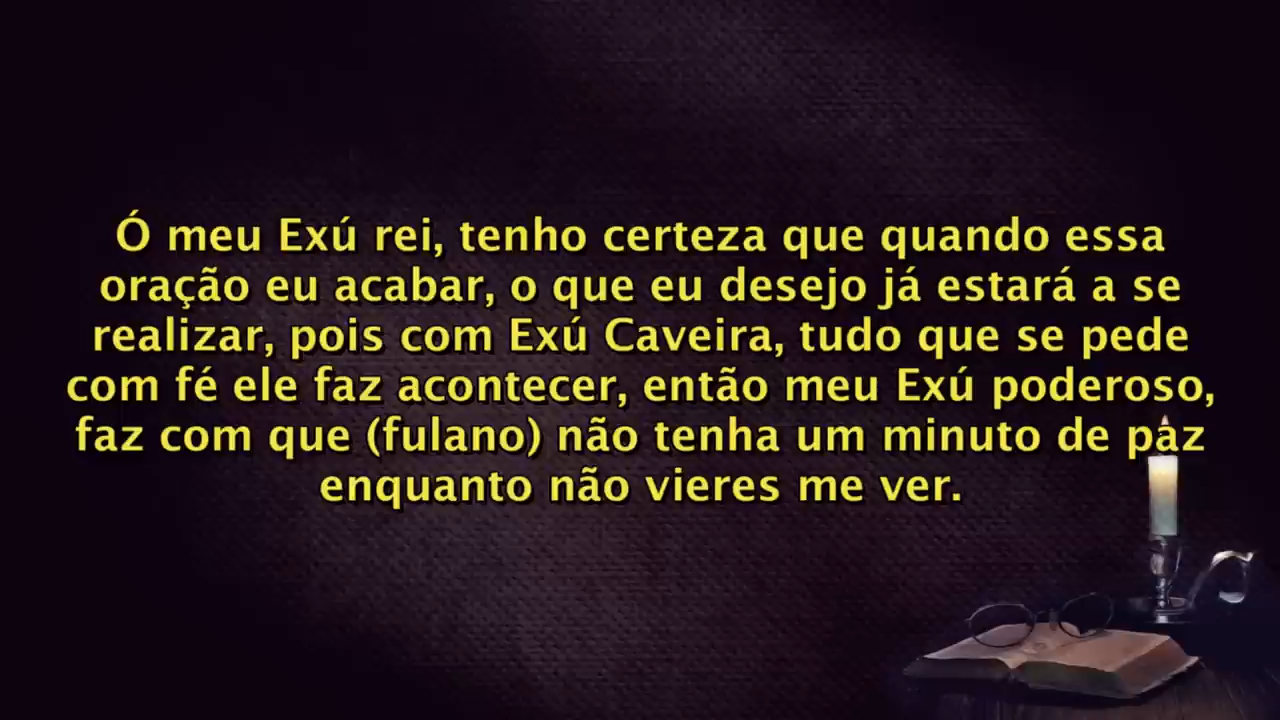 Ó meu Exú rei, tenho certeza que quando essa
oração eu acabar, o que eu desejo já estará a se
realizar, pois com Exú Caveira, tudo que se pede
com fé ele faz acontecer, então meu Exú poderoso,
faz com que (fulano) não tenha um minuto de paz
enquanto não vieres me ver.